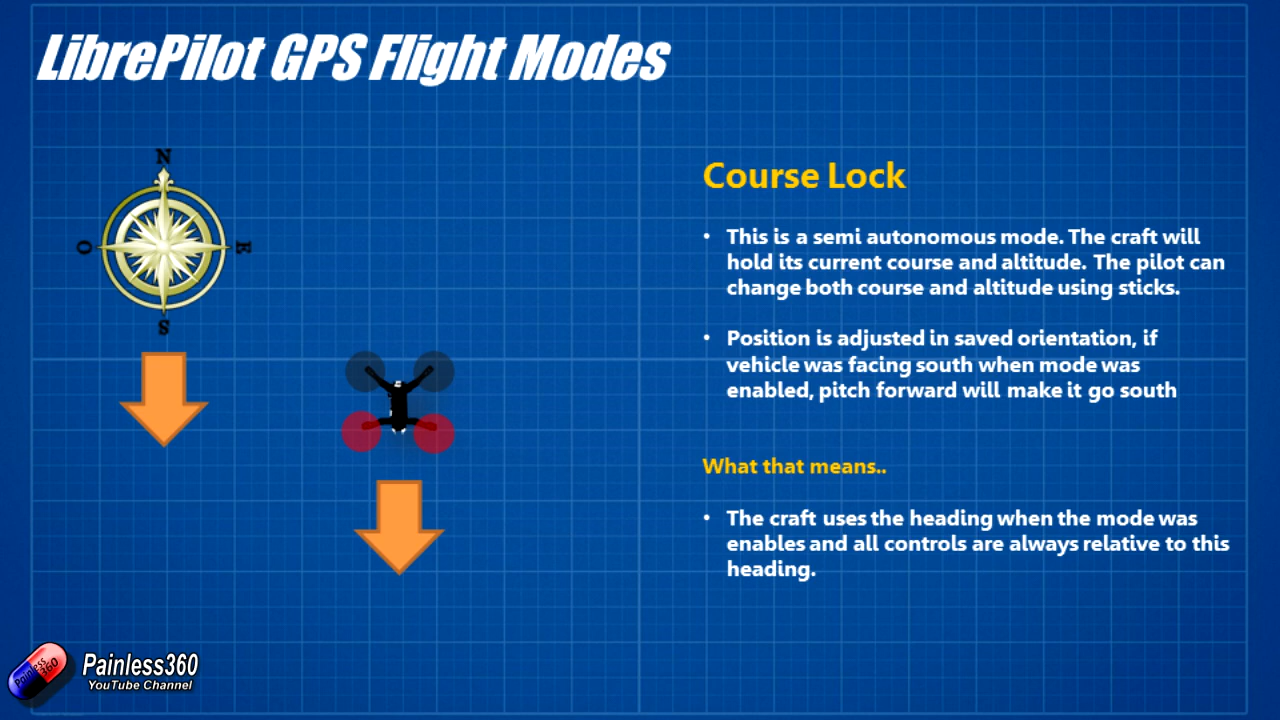 LibrePilot GPS Flight Modes
N
O
E
S
Course Lock
• This is a semi autonomous mode. The craft will
hold its current course and altitude. The pilot can
change both course and altitude using sticks.
• Position is adjusted in saved orientation, if
vehicle was facing south when mode was
enabled, pitch forward will make it go south
What that means..
• The craft uses the heading when the mode was
enables and all controls are always relative to this
heading.
Painless
360
Painless360
YouTube Channel